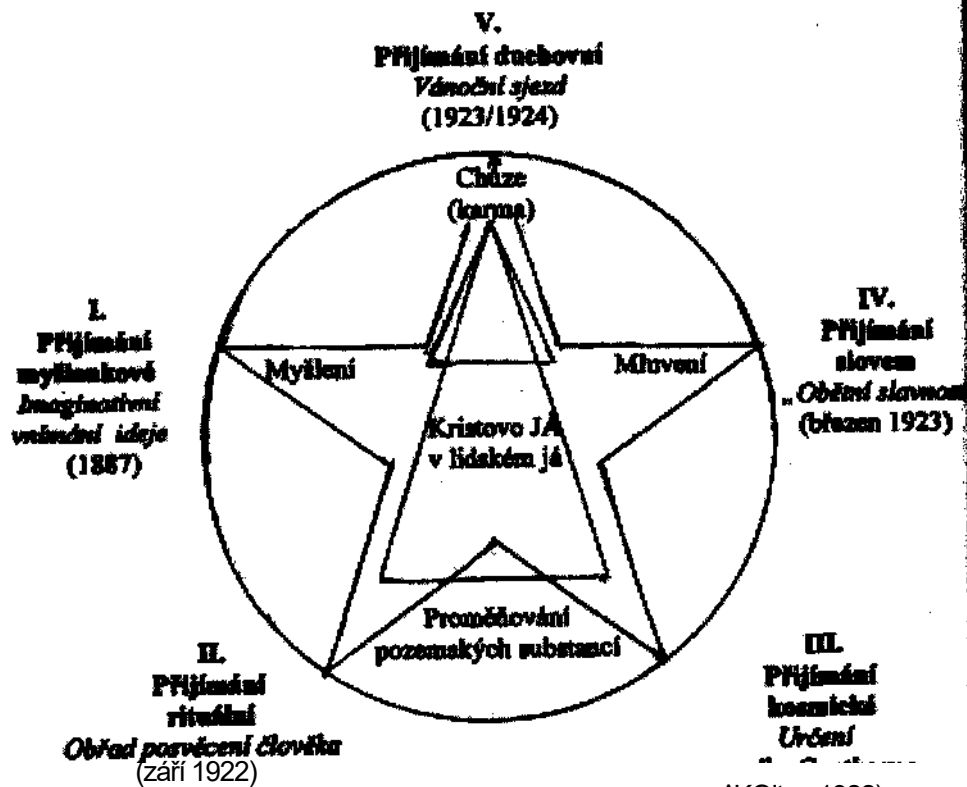 V.
Přijímání duchovní
Vánoční sjezd
(1923/1924)
Chůze
(karma)
I.
Přijímání
myšlenkové
Imaginativní
vnímání ideje
(1887)
Myšlení
Mluvení
IV.
Přijímání
slovem
„Obětní slavnost
(březen 1923)
Kristovo JÁ
v lidském já
Proměňování
pozemských substancí
II.
Přijímání
rituální
Obřad posvěcení člověka
(září 1922)
III.
Přijímání
kosmické
Určení